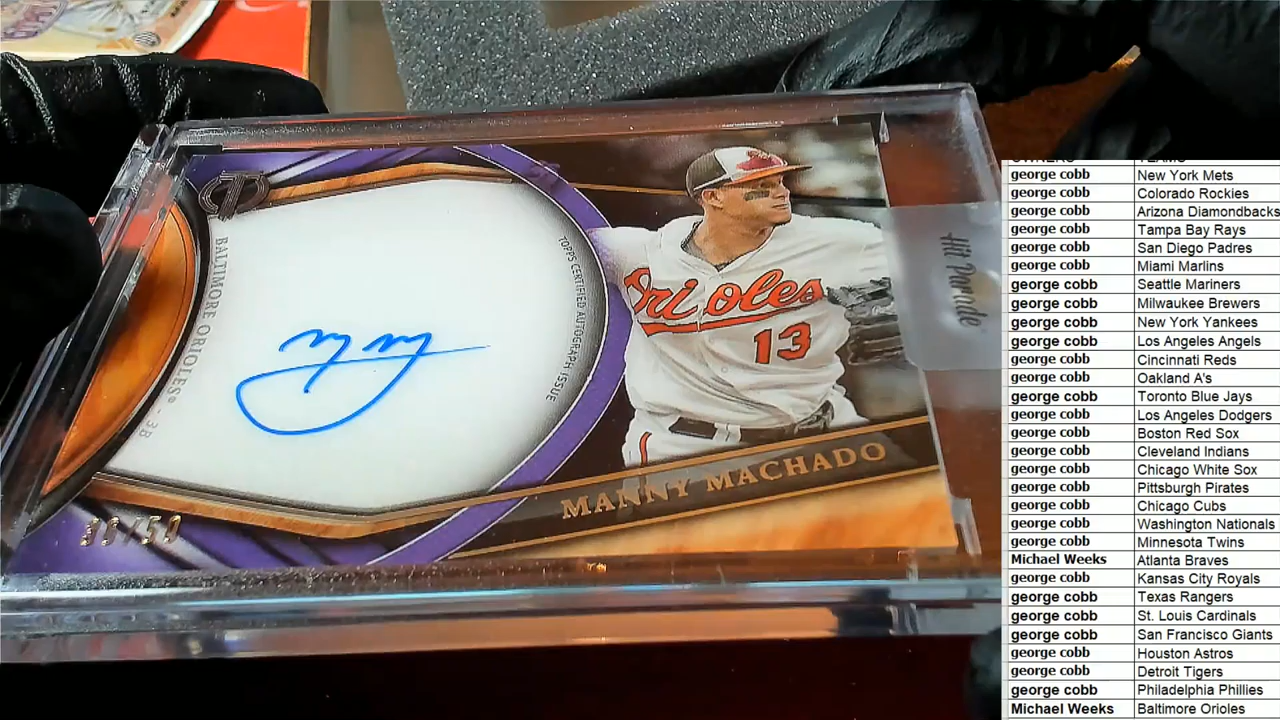 BALTIMORE ORIOLES® - 3B
TOPPS CERTIFIED AUTOGRAPH ISSUE
Orioles
13
MANNY MACHADO
/50
Hit Parade
OWNERS TEAMS
george cobb New York Mets
george cobb Colorado Rockies
george cobb Arizona Diamondbacks
george cobb Tampa Bay Rays
george cobb San Diego Padres
george cobb Miami Marlins
george cobb Seattle Mariners
george cobb Milwaukee Brewers
george cobb New York Yankees
george cobb Los Angeles Angels
george cobb Cincinnati Reds
george cobb Oakland A's
george cobb Toronto Blue Jays
george cobb Los Angeles Dodgers
george cobb Boston Red Sox
george cobb Cleveland Indians
george cobb Chicago White Sox
george cobb Pittsburgh Pirates
george cobb Chicago Cubs
george cobb Washington Nationals
george cobb Minnesota Twins
Michael Weeks Atlanta Braves
george cobb Kansas City Royals
george cobb Texas Rangers
george cobb St. Louis Cardinals
george cobb San Francisco Giants
george cobb Houston Astros
george cobb Detroit Tigers
george cobb Philadelphia Phillies
Michael Weeks Baltimore Orioles